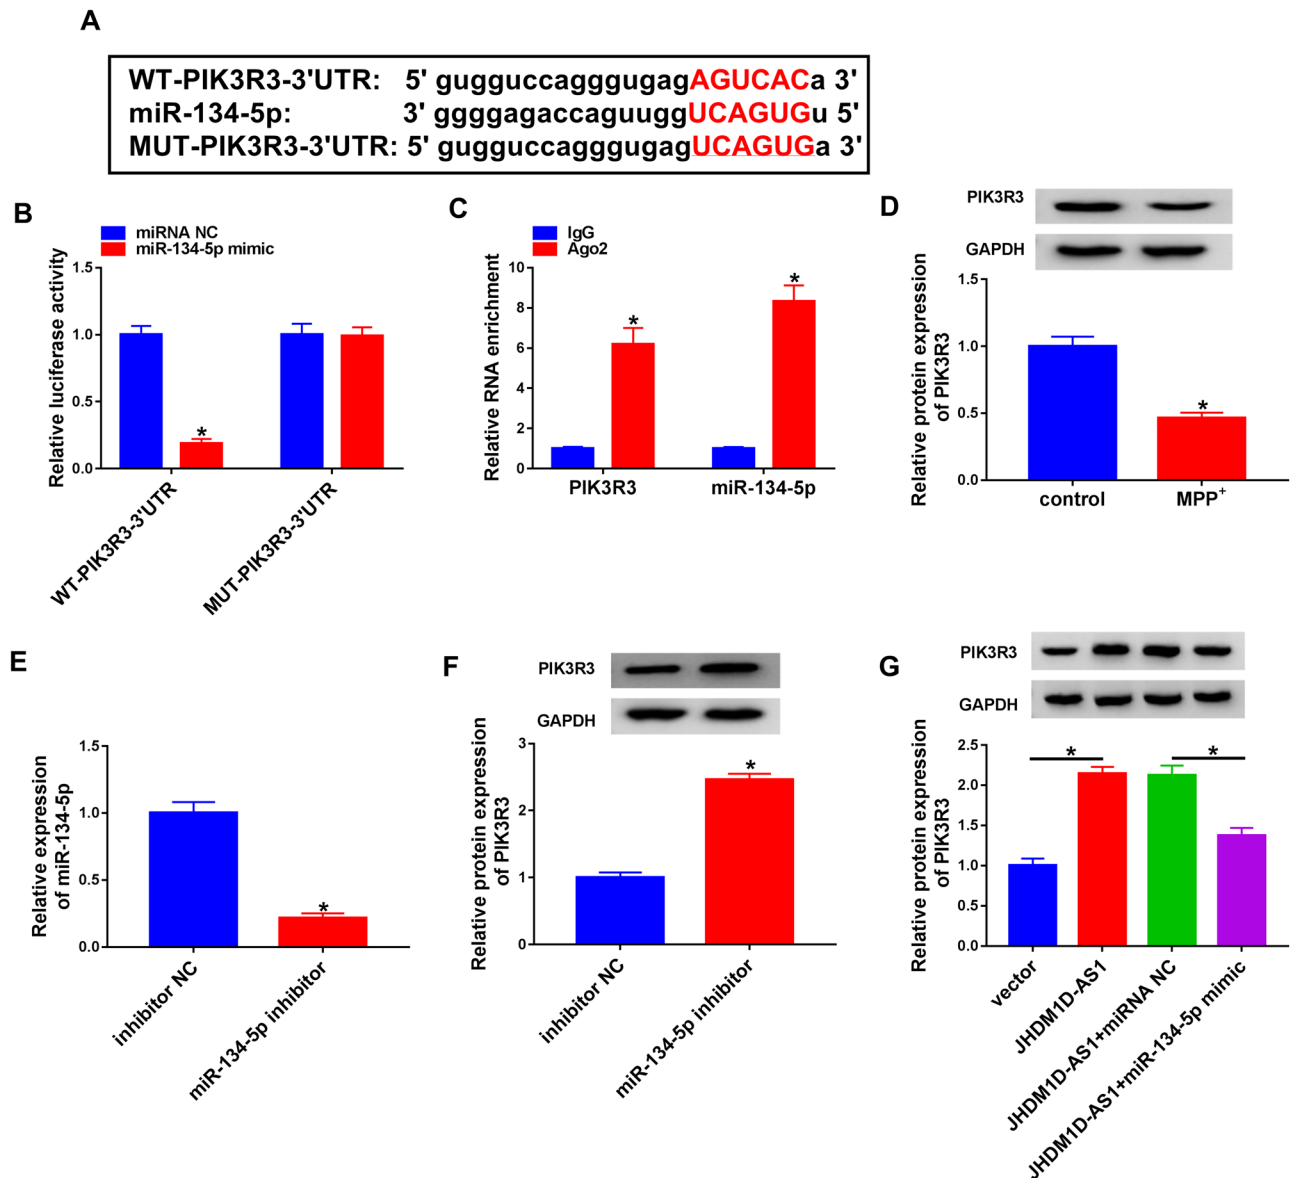 A
WT-PIK3R3-3'UTR: 5' gugguccagggugagAGUCACa 3'
miR-134-5p: 3' ggggagaccaguuggUCAGUGu 5'
MUT-PIK3R3-3'UTR: 5' gugguccagggugagUCAGUGa 3'
B
miRNA NC
miR-134-5p mimic
Relative luciferase activity
1.5
1.0
0.5
0.0
*
WT-PIK3R3-3'UTR
MUT-PIK3R3-3'UTR
C
IgG
Ago2
Relative RNA enrichment
10
8
6
4
2
0
*
*
PIK3R3
miR-134-5p
D
PIK3R3
GAPDH
Relative protein expression
of PIK3R3
1.5
1.0
0.5
0.0
*
control
MPP+
E
Relative expression
of miR-134-5p
1.5
1.0
0.5
0.0
*
inhibitor NC
miR-134-5p inhibitor
F
PIK3R3
GAPDH
Relative protein expression
of PIK3R3
3
2
1
0
*
inhibitor NC
miR-134-5p inhibitor
G
PIK3R3
GAPDH
Relative protein expression
of PIK3R3
2.5
2.0
1.5
1.0
0.5
0.0
*
*
vector
JHDM1D-AS1
JHDM1D-AS1+miRNA NC
JHDM1D-AS1+miR-134-5p mimic